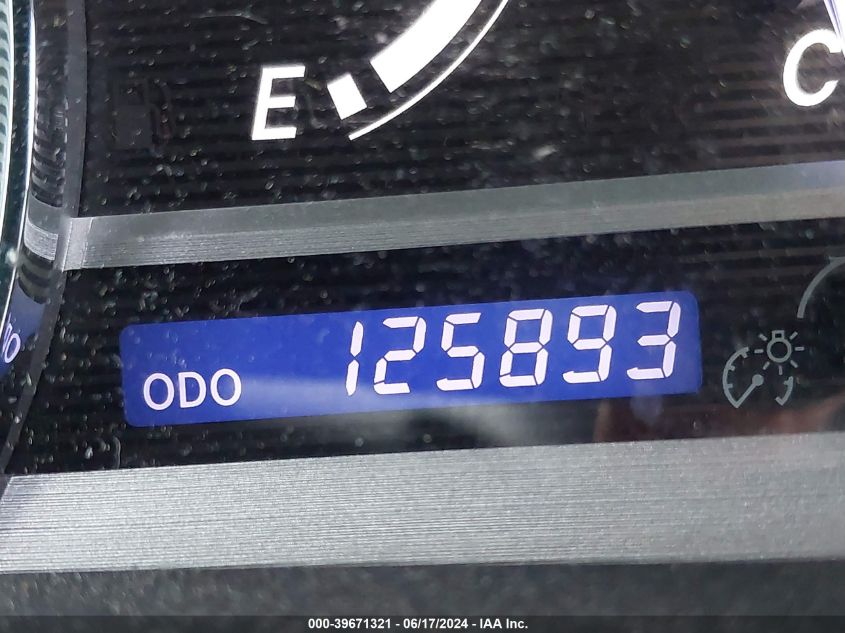 E
C
ODO 125893
000-39671321 - 06/17/2024 - IAA Inc.